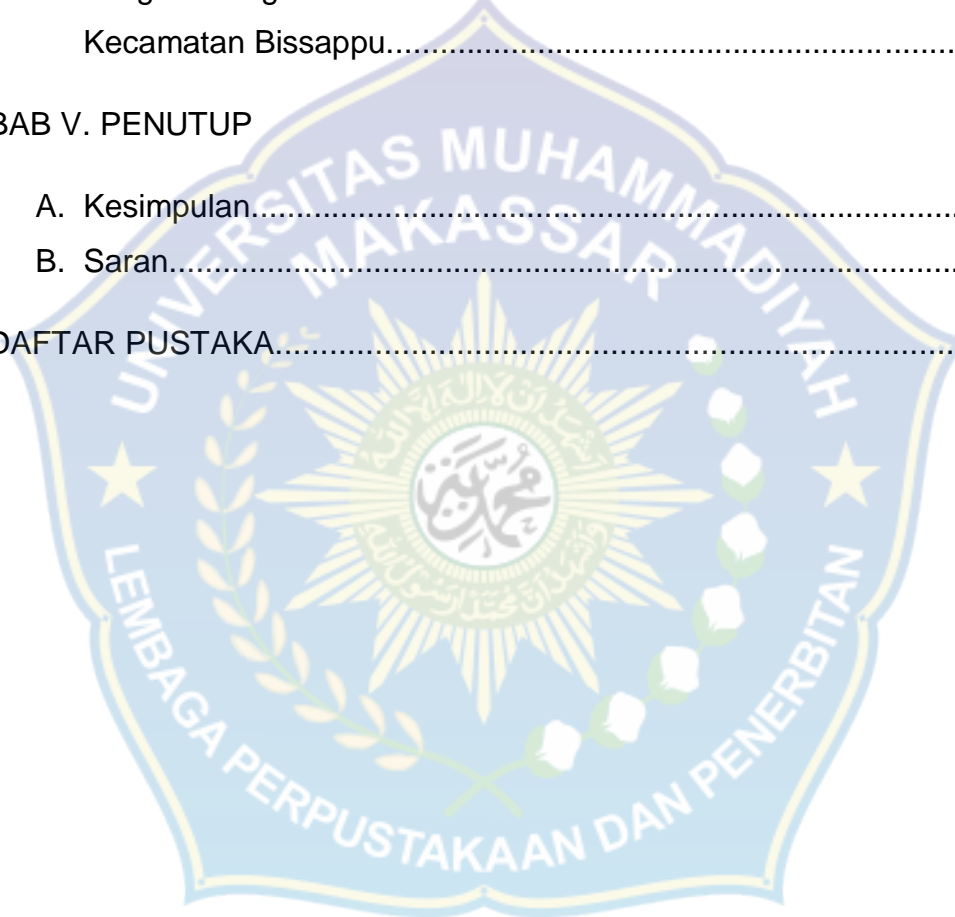 Kecamatan Bissappu
BAB V. PENUTUP
A. Kesimpulan
B. Saran
DAFTAR PUSTAKA
UNIVERSITAS MUHAMMADIYAH
MAKASSAR
LEMBAGA PERPUSTAKAAN DAN PENERBITAN